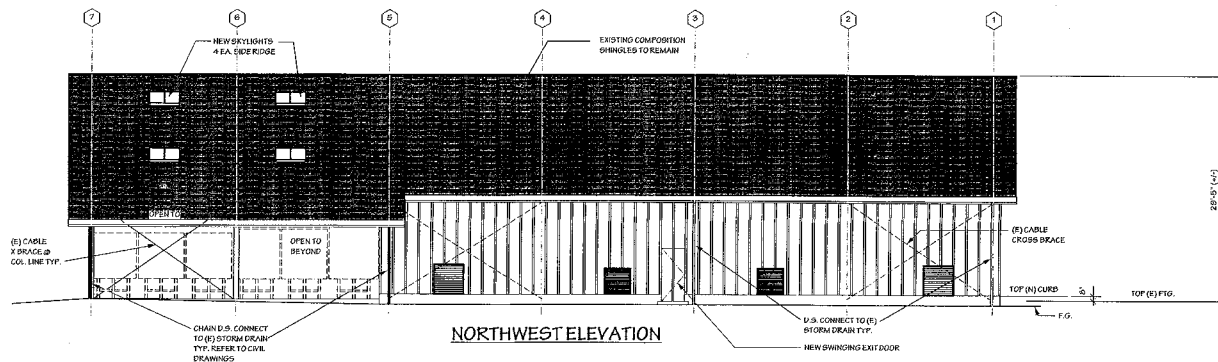 7
6
5
4
3
2
1
NEW SKYLIGHTS
4 EA. SIDE RIDGE
EXISTING COMPOSITION
SHINGLES TO REMAIN
28'-5" (+/-)
OPEN TO
(E) CABLE
X BRACE @
COL. LINE TYP.
OPEN TO
BEYOND
(E) CABLE
CROSS BRACE
TOP (N) CURB
8"
TOP (E) FTG.
F.G.
CHAIN D.S. CONNECT
TO (E) STORM DRAIN
TYP. REFER TO CIVIL
DRAWINGS
NORTHWEST ELEVATION
D.S. CONNECT TO (E)
STORM DRAIN TYP.
NEW SWINGING EXIT DOOR